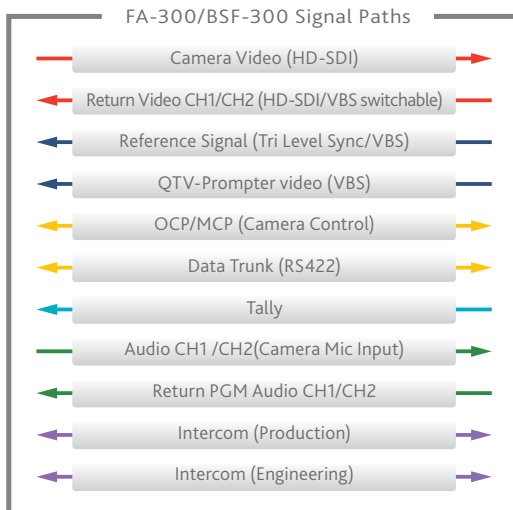 FA-300/BSF-300 Signal Paths
Camera Video (HD-SDI)
Return Video CH1/CH2 (HD-SDI/VBS switchable)
Reference Signal (Tri Level Sync/VBS)
QTV-Prompter video (VBS)
OCP/MCP (Camera Control)
Data Trunk (RS422)
Tally
Audio CH1 /CH2(Camera Mic Input)
Return PGM Audio CH1/CH2
Intercom (Production)
Intercom (Engineering)